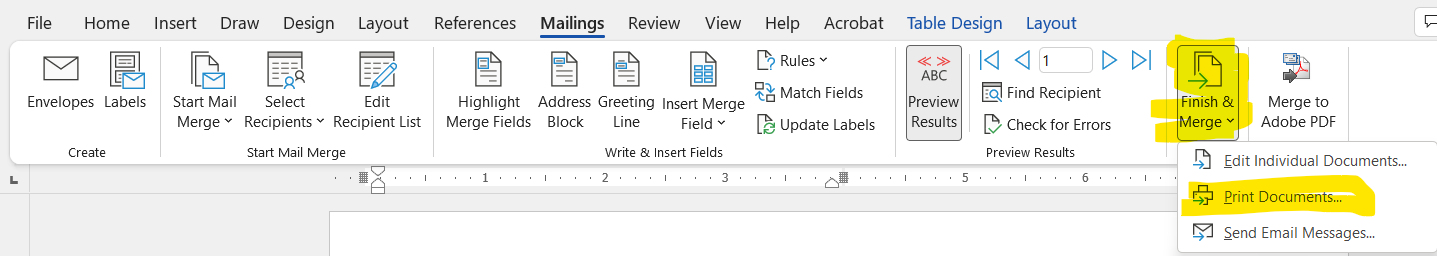 File Home Insert Draw Design Layout References Mailings Review View Help Acrobat Table Design Layout
Envelopes
Labels
Create
Start Mail
Merge
Select
Recipients
Edit
Recipient List
Start Mail Merge
Highlight
Merge Fields
Address
Block
Greeting
Line
Insert Merge
Field
Rules
Match Fields
Update Labels
Write & Insert Fields
ABC
Preview
Results
1
Find Recipient
Check for Errors
Preview Results
Finish &
Merge
Merge to
Adobe PDF
Edit Individual Documents...
Print Documents...
Send Email Messages...
1 2 3 5 6